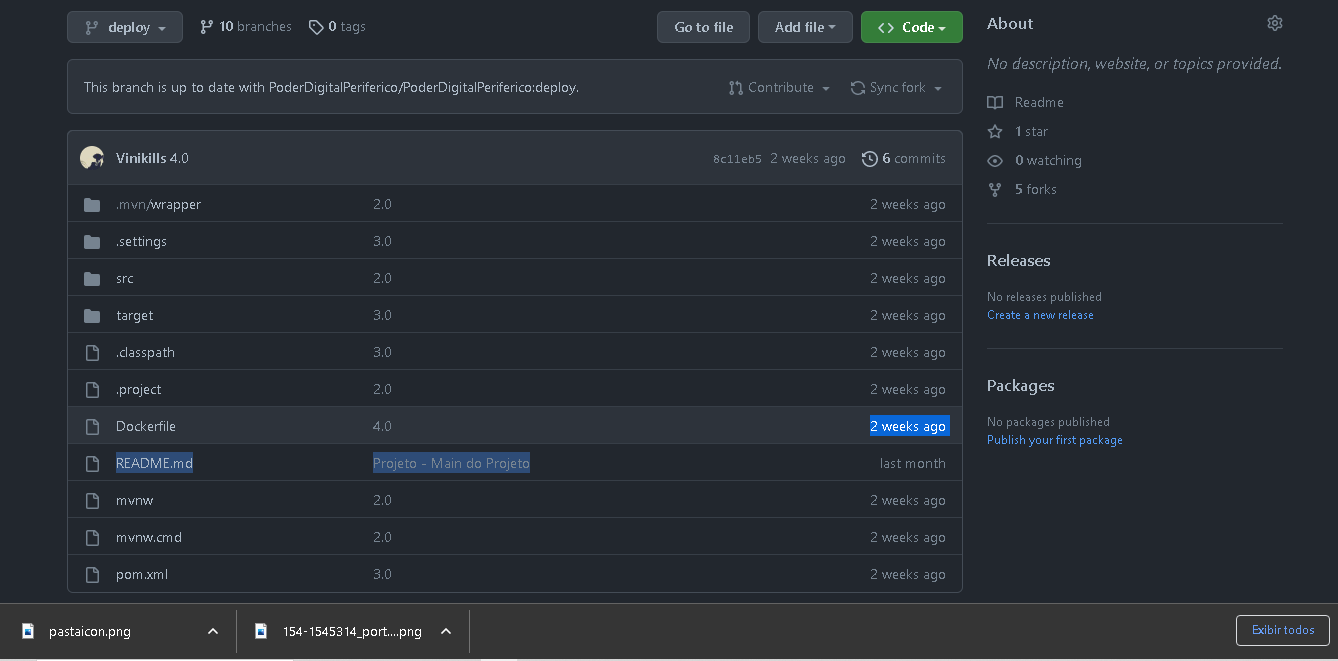 deploy 10 branches 0 tags Go to file Add file Code
This branch is up to date with PoderDigitalPeriferico/PoderDigitalPeriferico:deploy. Contribute Sync fork
Vinikills 4.0 8c11eb5 2 weeks ago 6 commits
.mvn/wrapper 2.0 2 weeks ago
.settings 3.0 2 weeks ago
src 2.0 2 weeks ago
target 3.0 2 weeks ago
.classpath 3.0 2 weeks ago
.project 2.0 2 weeks ago
Dockerfile 4.0 2 weeks ago
README.md Projeto - Main do Projeto last month
mvnw 2.0 2 weeks ago
mvnw.cmd 2.0 2 weeks ago
pom.xml 3.0 2 weeks ago
About
No description, website, or topics provided.
Readme
1 star
0 watching
5 forks
Releases
No releases published
Create a new release
Packages
No packages published
Publish your first package
pastaicon.png 154-1545314_port....png Exibir todos